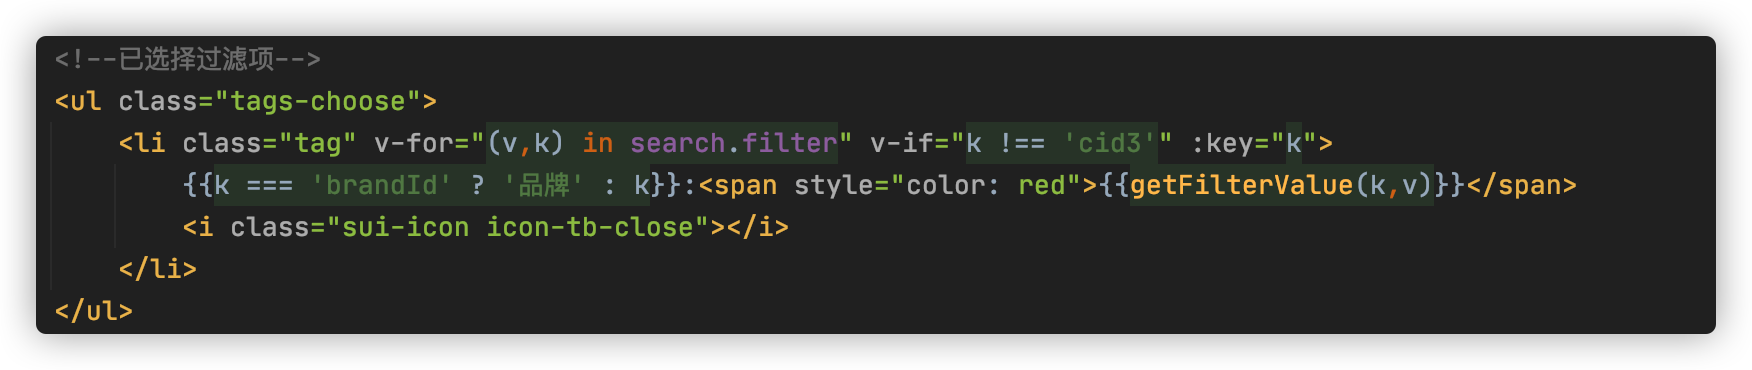 <!--已选择过滤项-->
<ul class="tags-choose">
    <li class="tag" v-for="(v,k) in search.filter" v-if="k !== 'cid3'" :key="k">
        {{k === 'brandId' ? '品牌' : k}}:<span style="color: red">{{getFilterValue(k,v)}}</span>
        <i class="sui-icon icon-tb-close"></i>
    </li>
</ul>